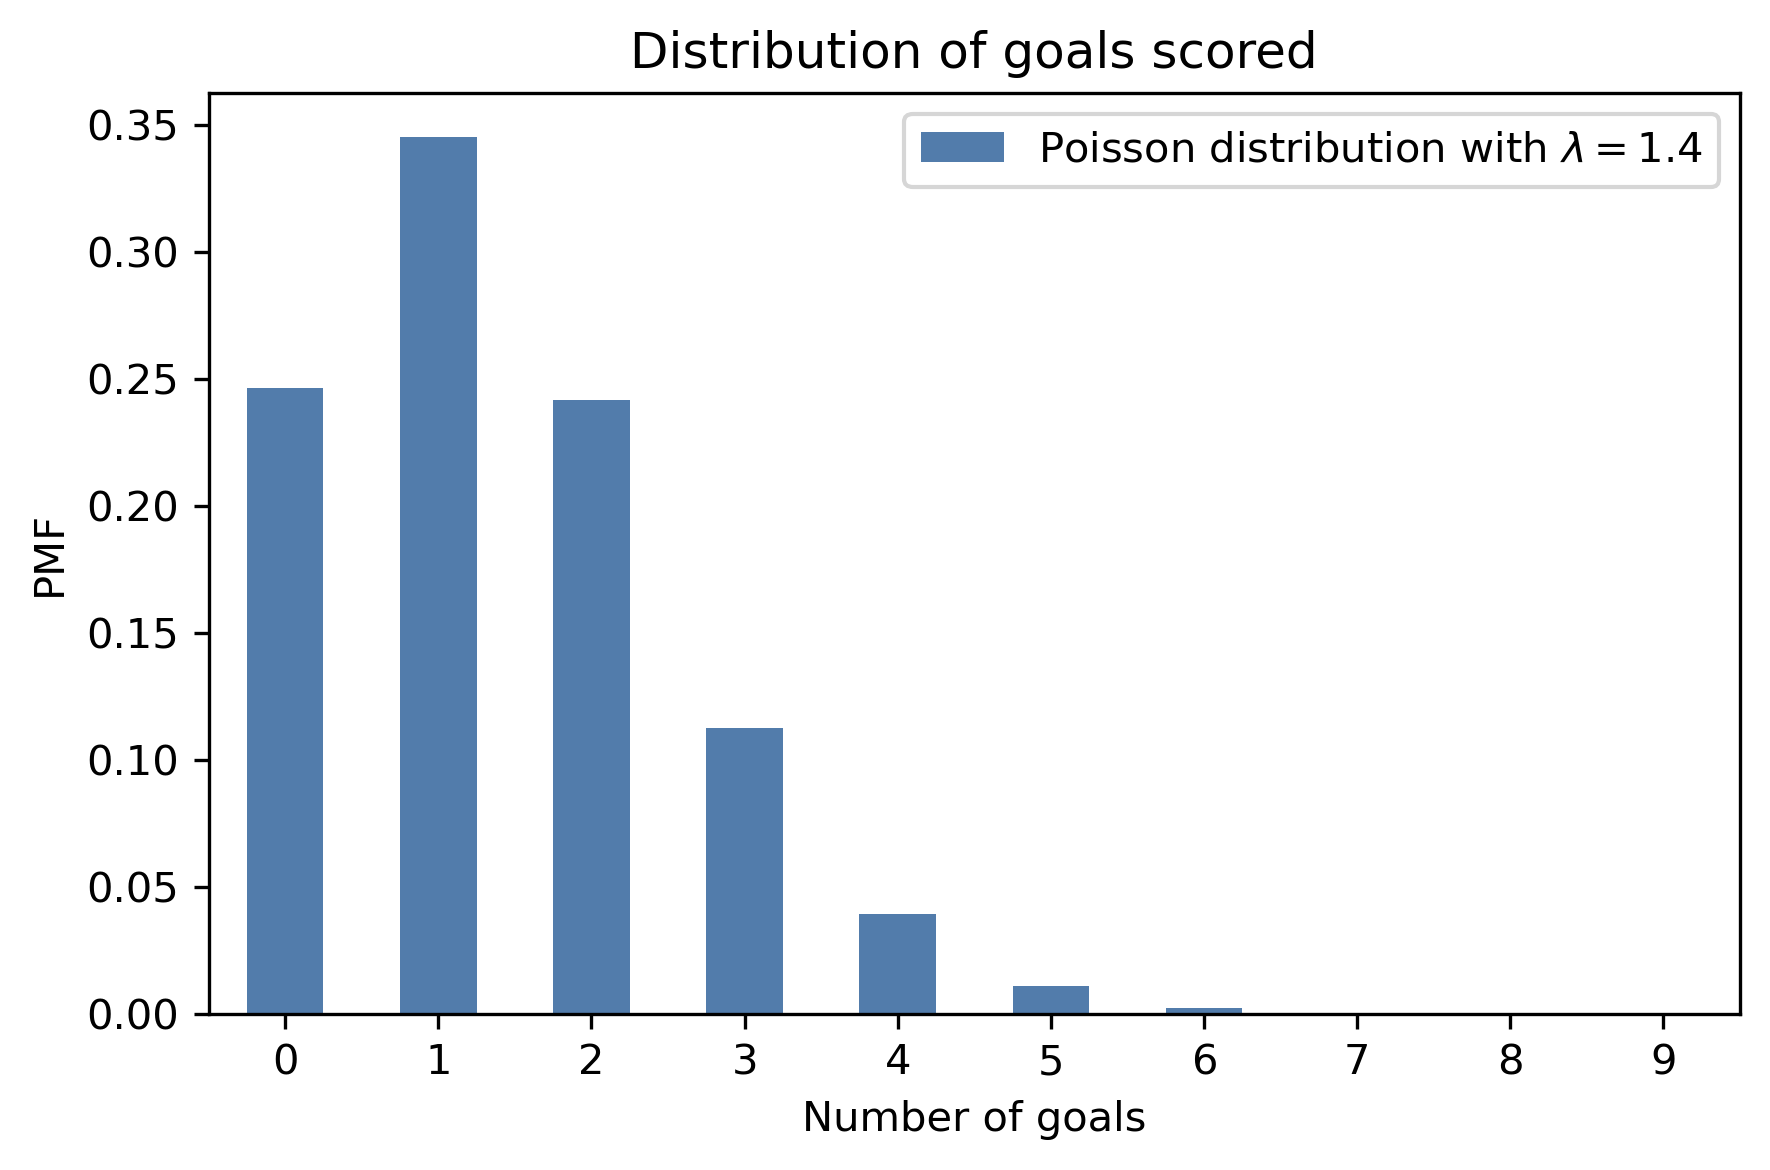 Distribution of goals scored
Poisson distribution with λ = 1.4
0.35
0.30
0.25
0.20
0.15
0.10
0.05
0.00
PMF
0 1 2 3 4 5 6 7 8 9
Number of goals